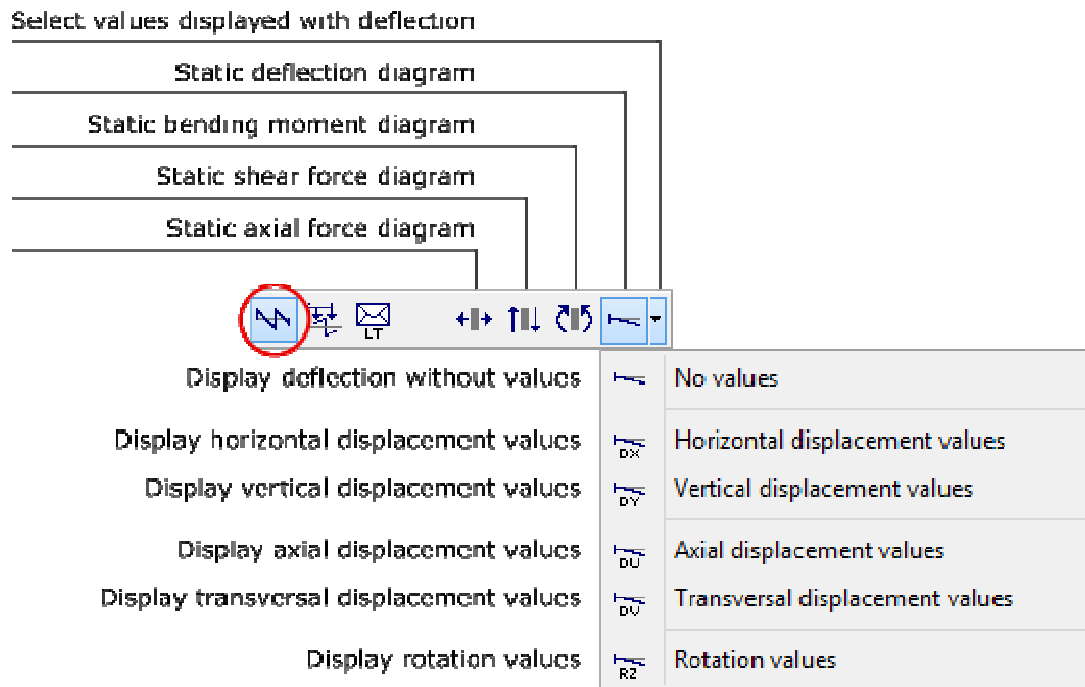 Select values displayed with deflection
Static deflection diagram
Static bending moment diagram
Static shear force diagram
Static axial force diagram
LT
Display deflection without values
No values
Display horizontal displacement values
DX
Horizontal displacement values
Display vertical displacement values
DY
Vertical displacement values
Display axial displacement values
DU
Axial displacement values
Display transversal displacement values
DV
Transversal displacement values
Display rotation values
RZ
Rotation values